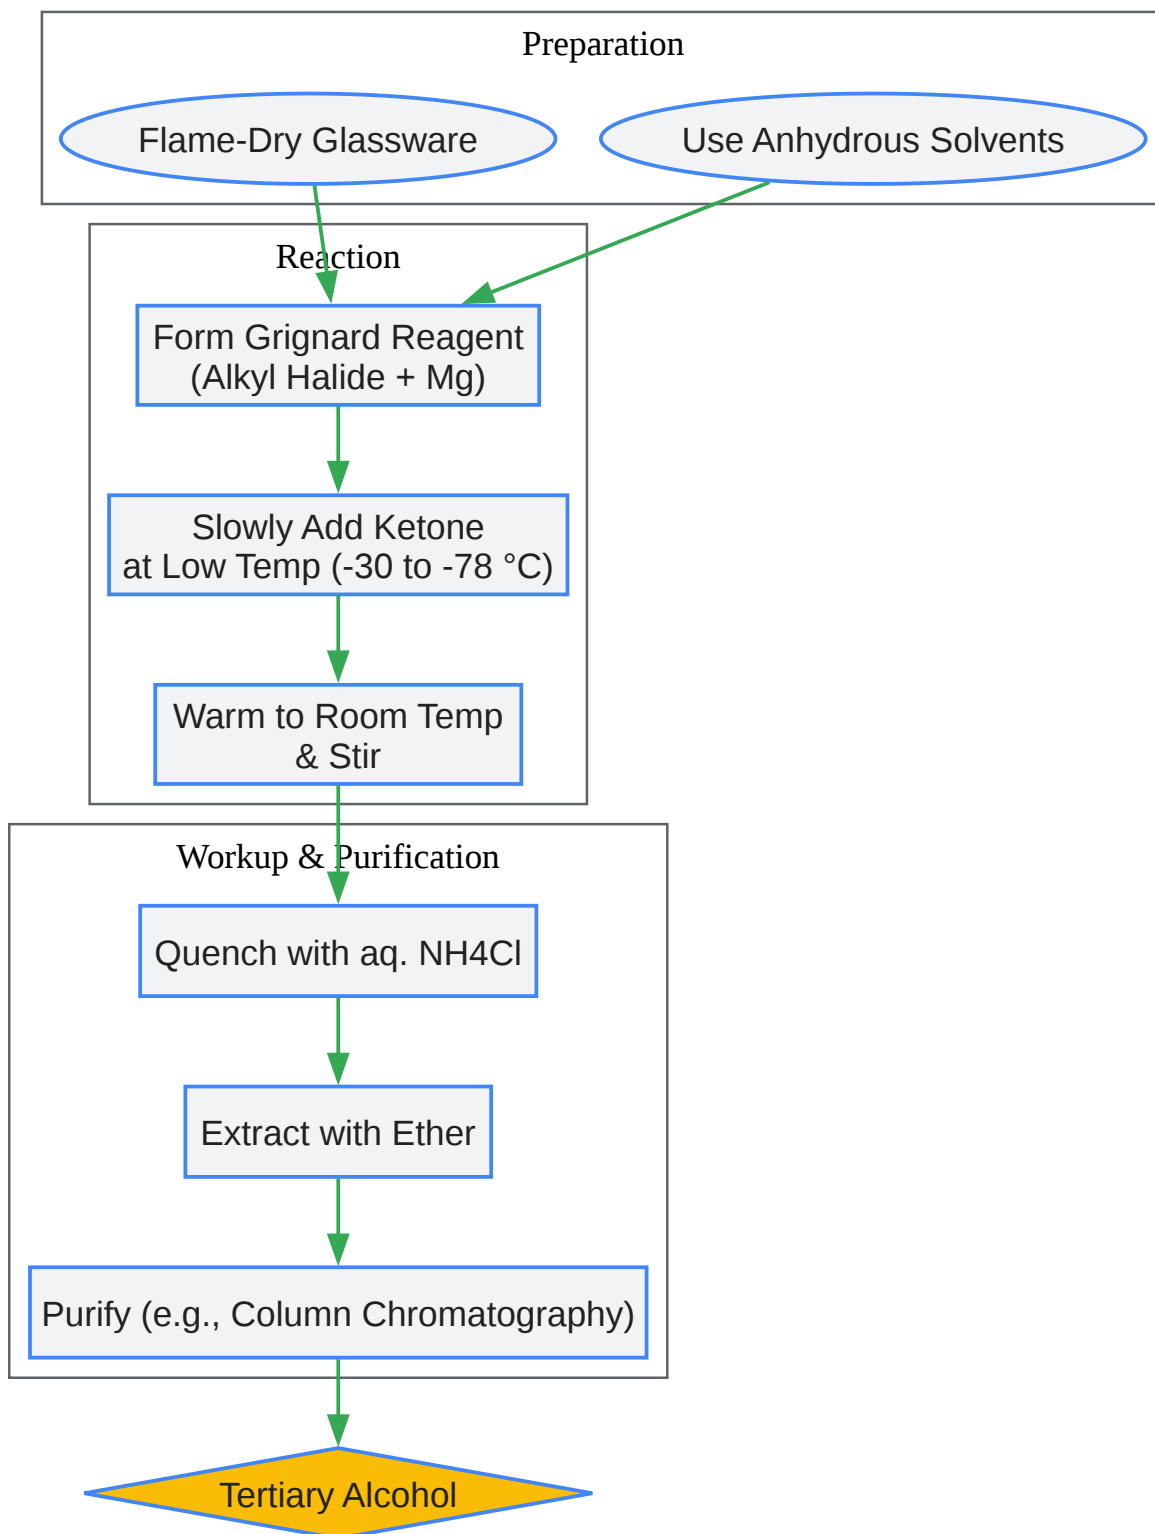 Preparation
Flame-Dry Glassware
Use Anhydrous Solvents
Reaction
Form Grignard Reagent
(Alkyl Halide + Mg)
Slowly Add Ketone
at Low Temp (-30 to -78 °C)
Warm to Room Temp
& Stir
Workup & Purification
Quench with aq. NH4Cl
Extract with Ether
Purify (e.g., Column Chromatography)
Tertiary Alcohol